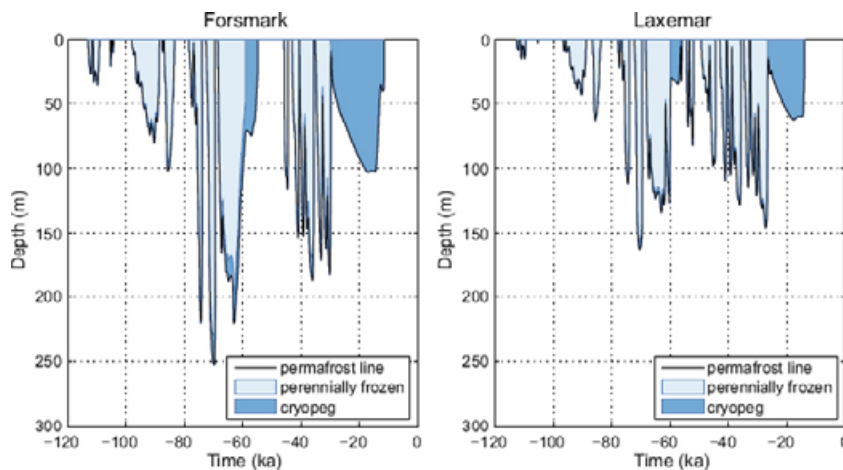 Forsmark
0
50
100
150
200
250
300
Depth (m)
permafrost line
perennially frozen
cryopeg
−120 −100 −80 −60 −40 −20 0
Time (ka)
Laxemar
0
50
100
150
200
250
300
Depth (m)
permafrost line
perennially frozen
cryopeg
−120 −100 −80 −60 −40 −20 0
Time (ka)